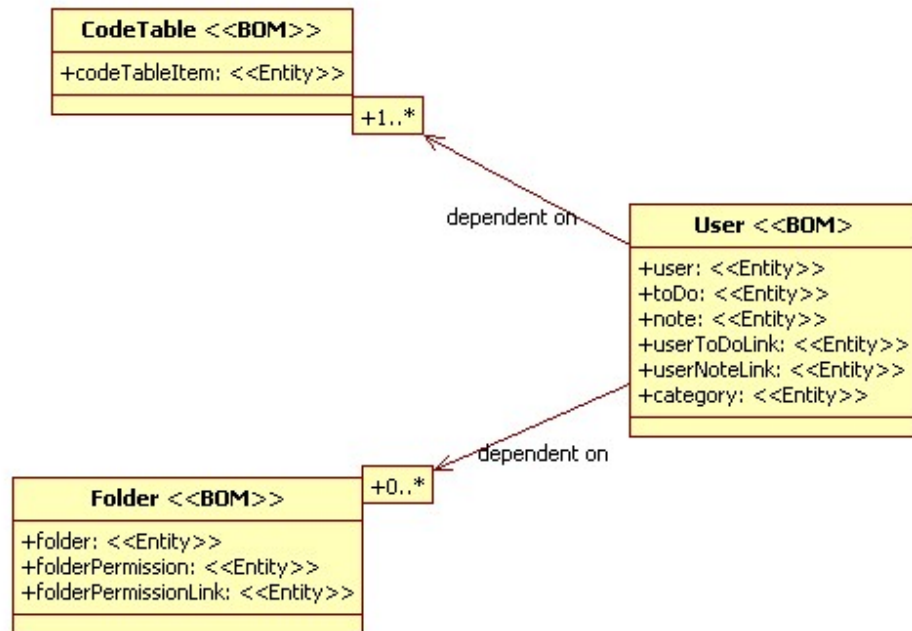 CodeTable <<BOM>>
+codeTableItem: <<Entity>>
+1..*
dependent on
User <<BOM>
+user: <<Entity>>
+toDo: <<Entity>>
+note: <<Entity>>
+userToDoLink: <<Entity>>
+userNoteLink: <<Entity>>
+category: <<Entity>>
dependent on
+0..*
Folder <<BOM>>
+folder: <<Entity>>
+folderPermission: <<Entity>>
+folderPermissionLink: <<Entity>>